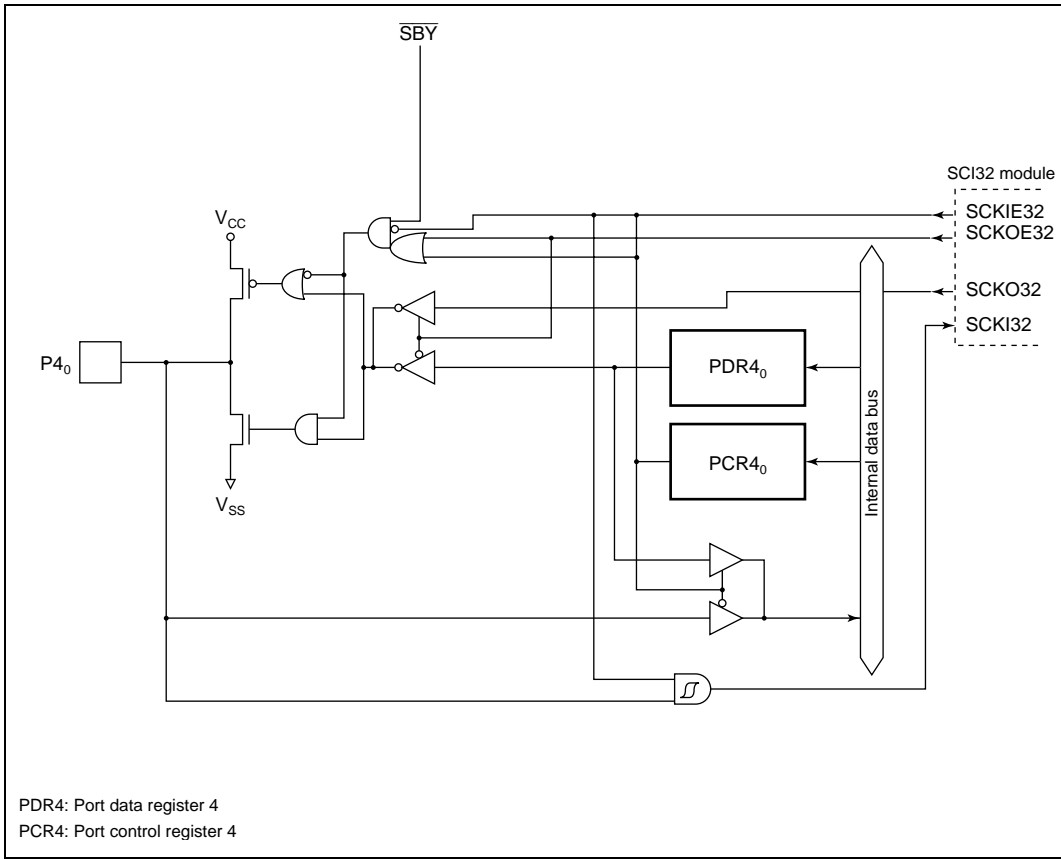 SBY
SCI32 module
VCC
SCKIE32
SCKOE32
SCKO32
SCKI32
P40
PDR40
PCR40
Internal data bus
VSS
PDR4: Port data register 4
PCR4: Port control register 4